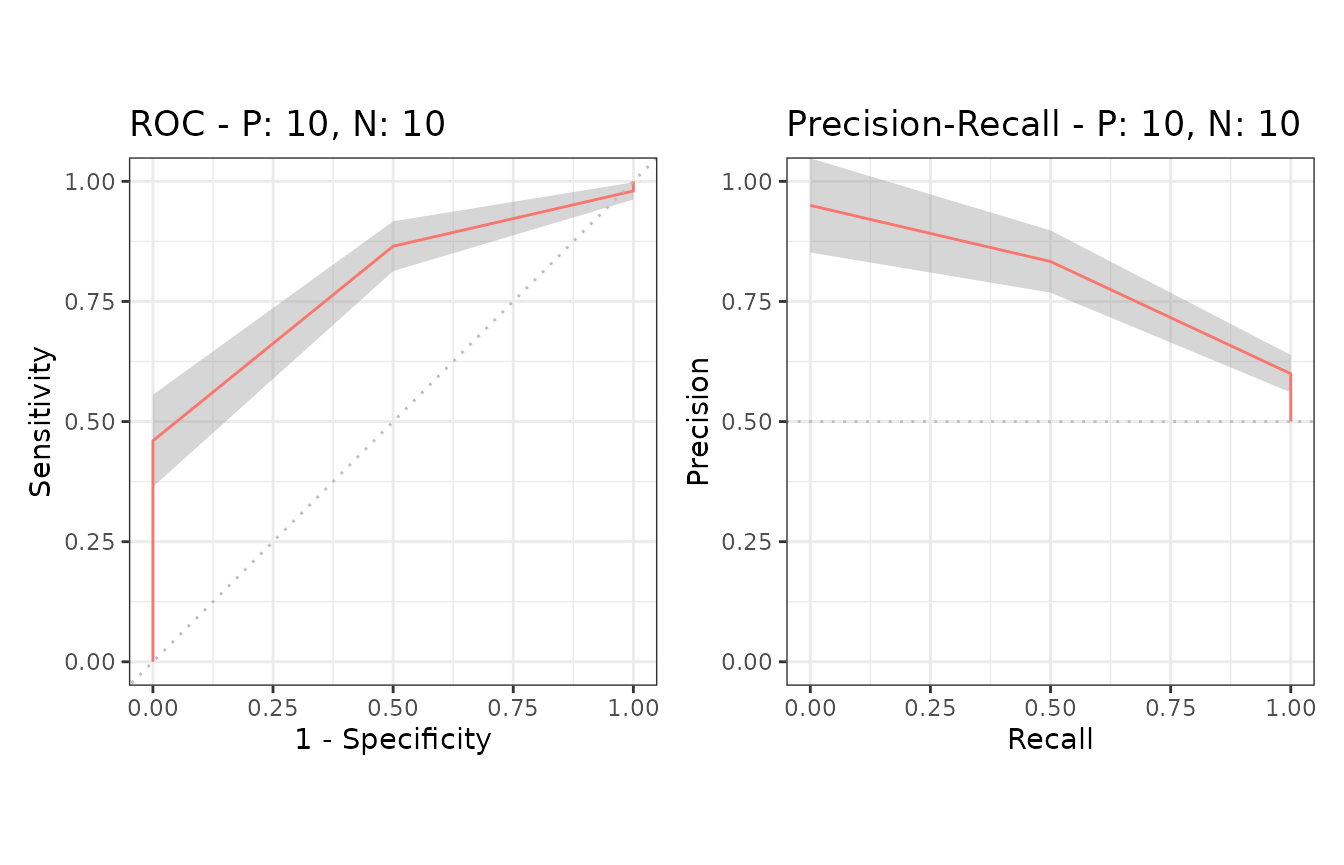 ROC - P: 10, N: 10
Sensitivity
1.00
0.75
0.50
0.25
0.00
0.00 0.25 0.50 0.75 1.00
1 - Specificity
Precision-Recall - P: 10, N: 10
Precision
1.00
0.75
0.50
0.25
0.00
0.00 0.25 0.50 0.75 1.00
Recall